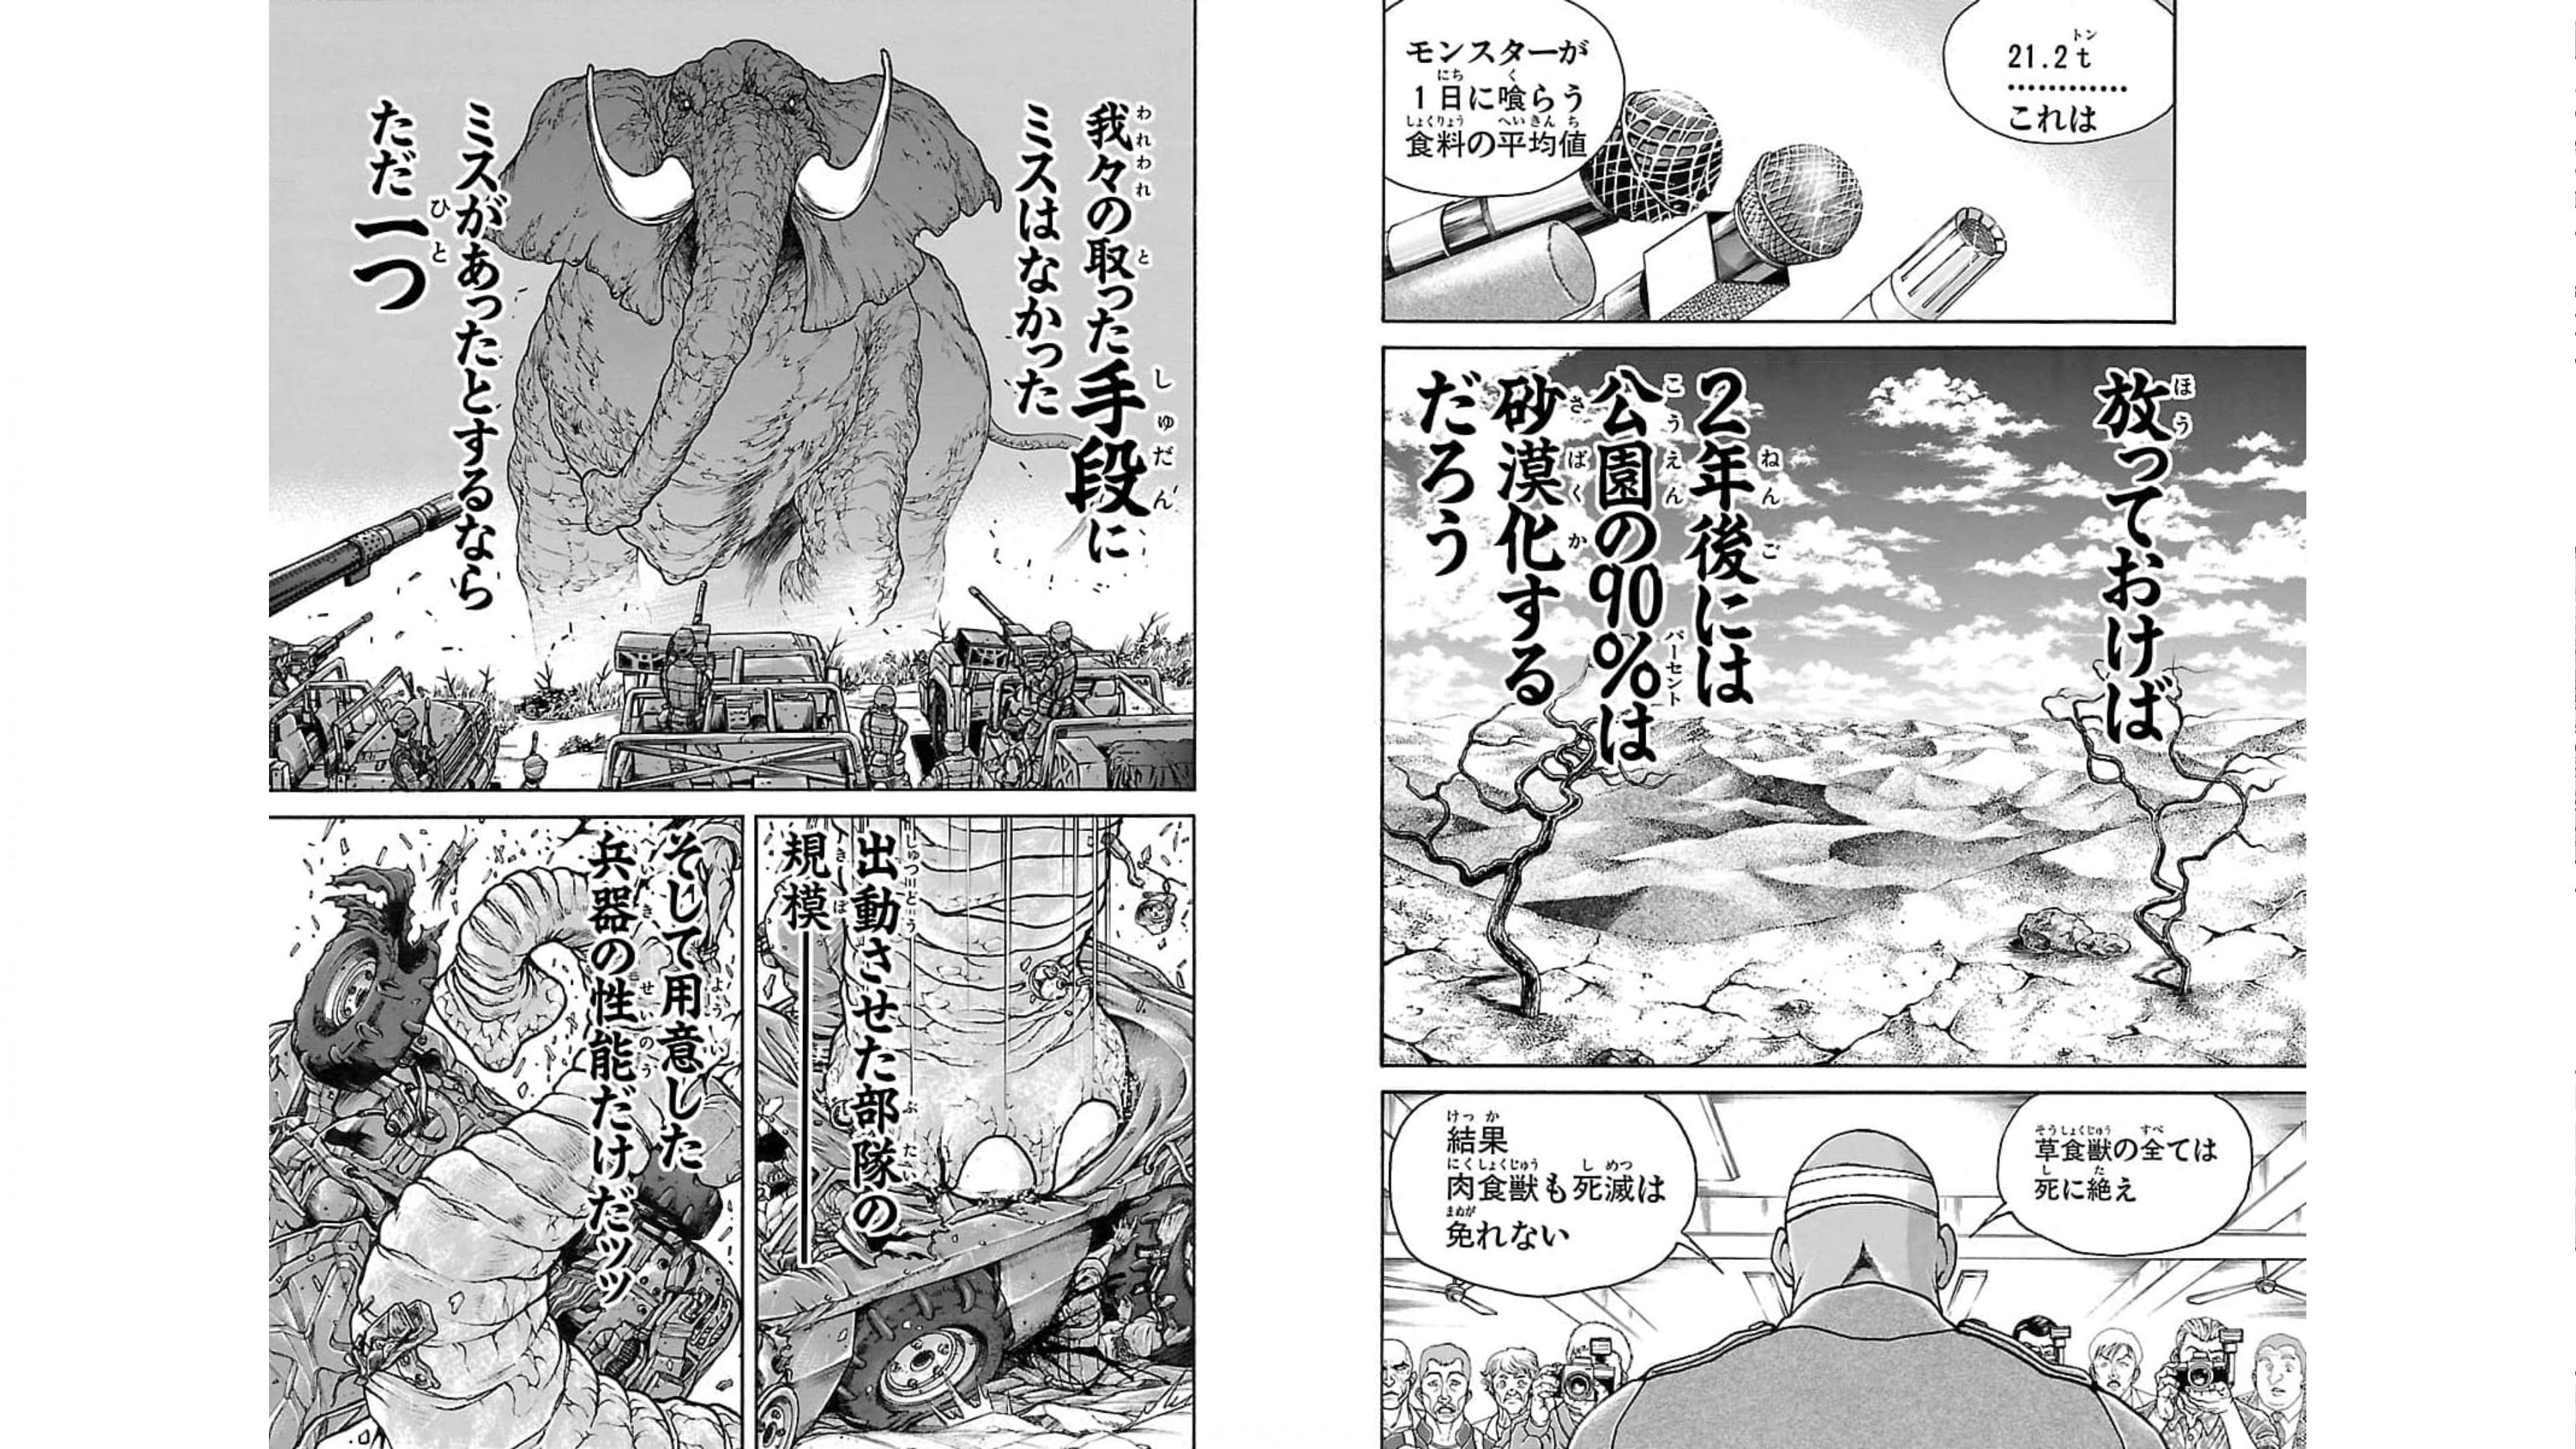 21.2t
…………
これは
モンスターが
1日に喰らう
食料の平均値
放っておけば
2年後には
公園の90%は
砂漠化する
だろう
草食獣の全ては
死に絶え
結果
肉食獣も死滅は
免れない
我々の取った手段に
ミスはなかった
ミスがあったとするなら
ただ一つ
出動させた部隊の
規模――
そして用意した
兵器の性能だけだッッ